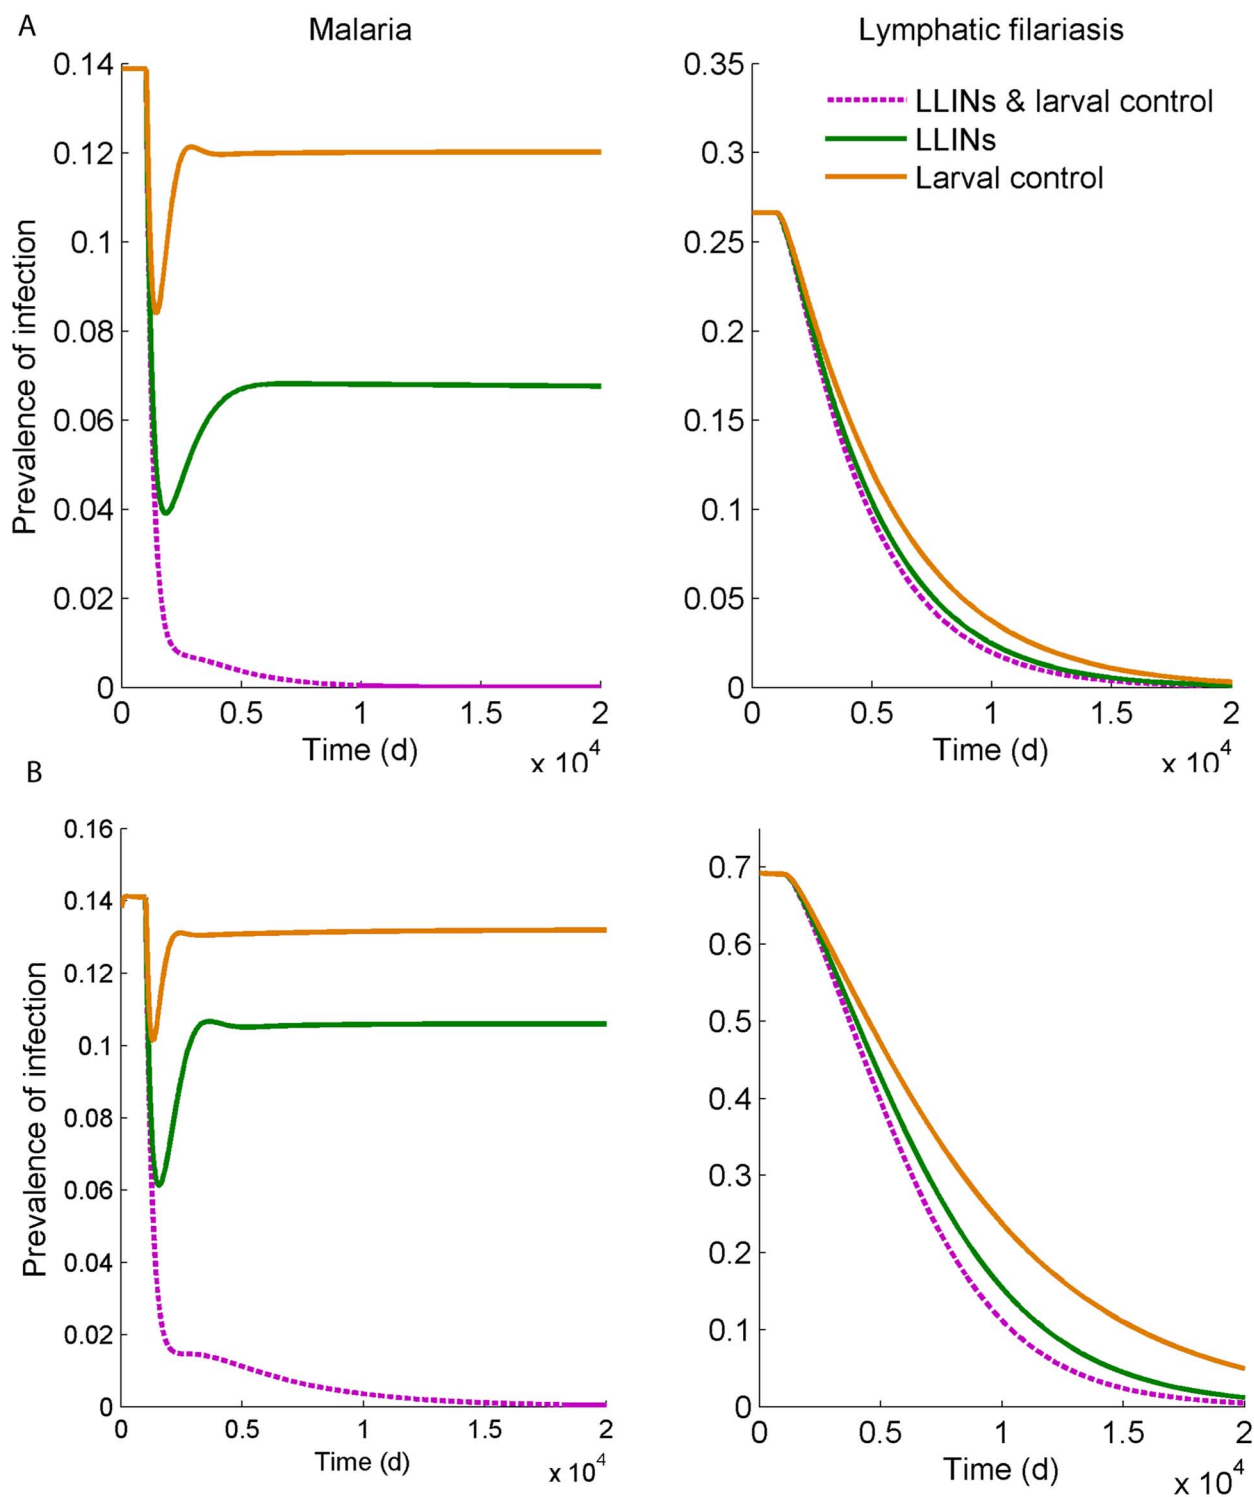 A
Malaria
Lymphatic filariasis
0.14
0.12
0.1
0.08
0.06
0.04
0.02
0
Prevalence of infection
0 0.5 1 1.5 2
Time (d)
x 10^4
0.35
0.3
0.25
0.2
0.15
0.1
0.05
0
LLINs & larval control
LLINs
Larval control
0 0.5 1 1.5 2
Time (d)
x 10^4
B
0.16
0.14
0.12
0.1
0.08
0.06
0.04
0.02
0
Prevalence of infection
0 0.5 1 1.5 2
Time (d)
x 10^4
0.7
0.6
0.5
0.4
0.3
0.2
0.1
0
0 0.5 1 1.5 2
Time (d)
x 10^4